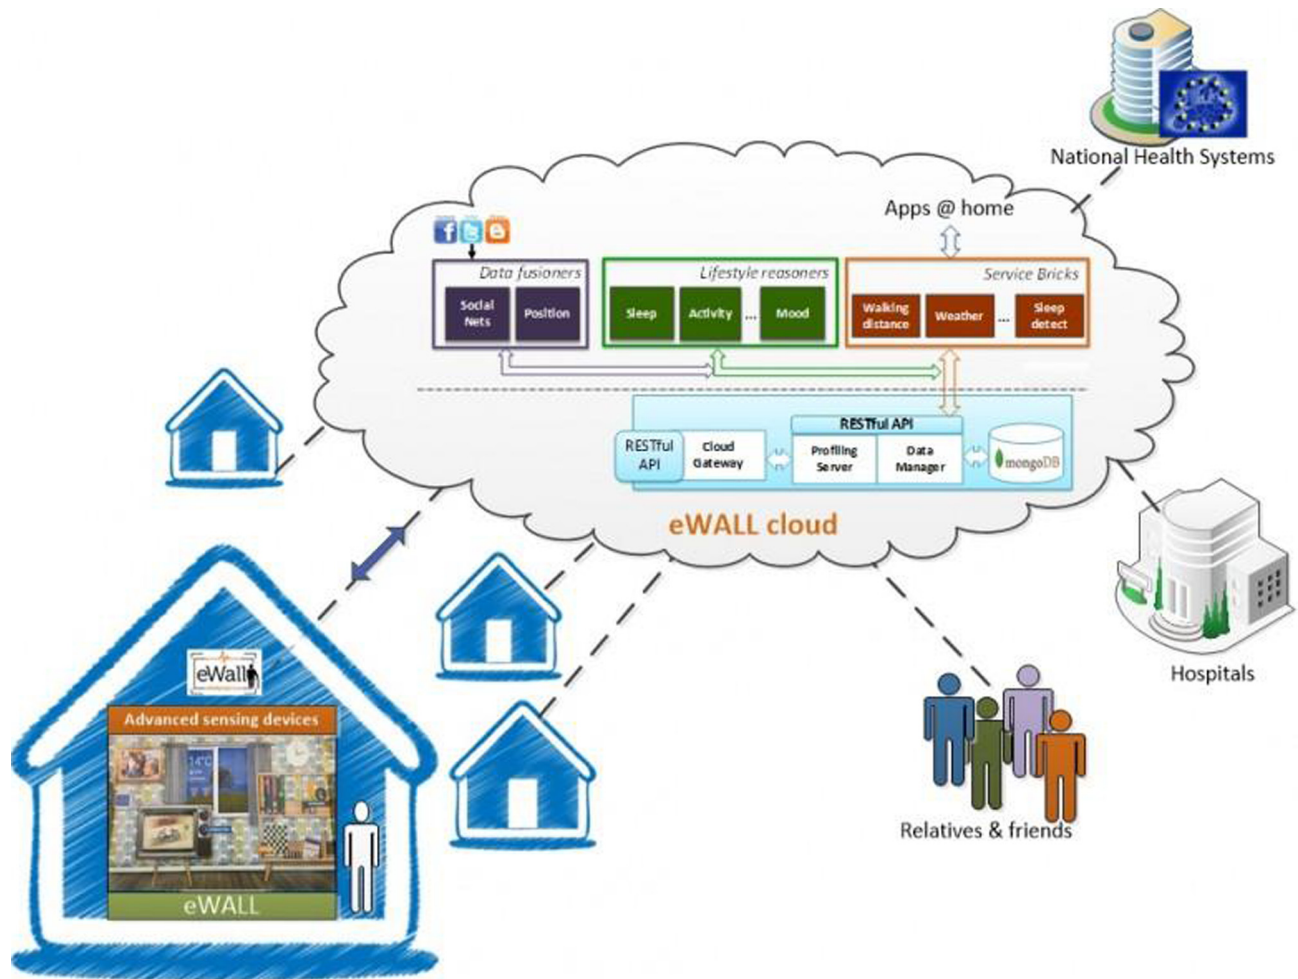 National Health Systems
Apps @ home
Data fusioners
Lifestyle reasoners
Service Bricks
Social
Nets
Position
Sleep
Activity
...
Mood
Walking
distance
Weather
...
Sleep
detect
RESTful
API
Cloud
Gateway
RESTful API
Profiling
Server
Data
Manager
mongoDB
eWALL cloud
eWall
Advanced sensing devices
14°C
eWALL
Hospitals
Relatives & friends